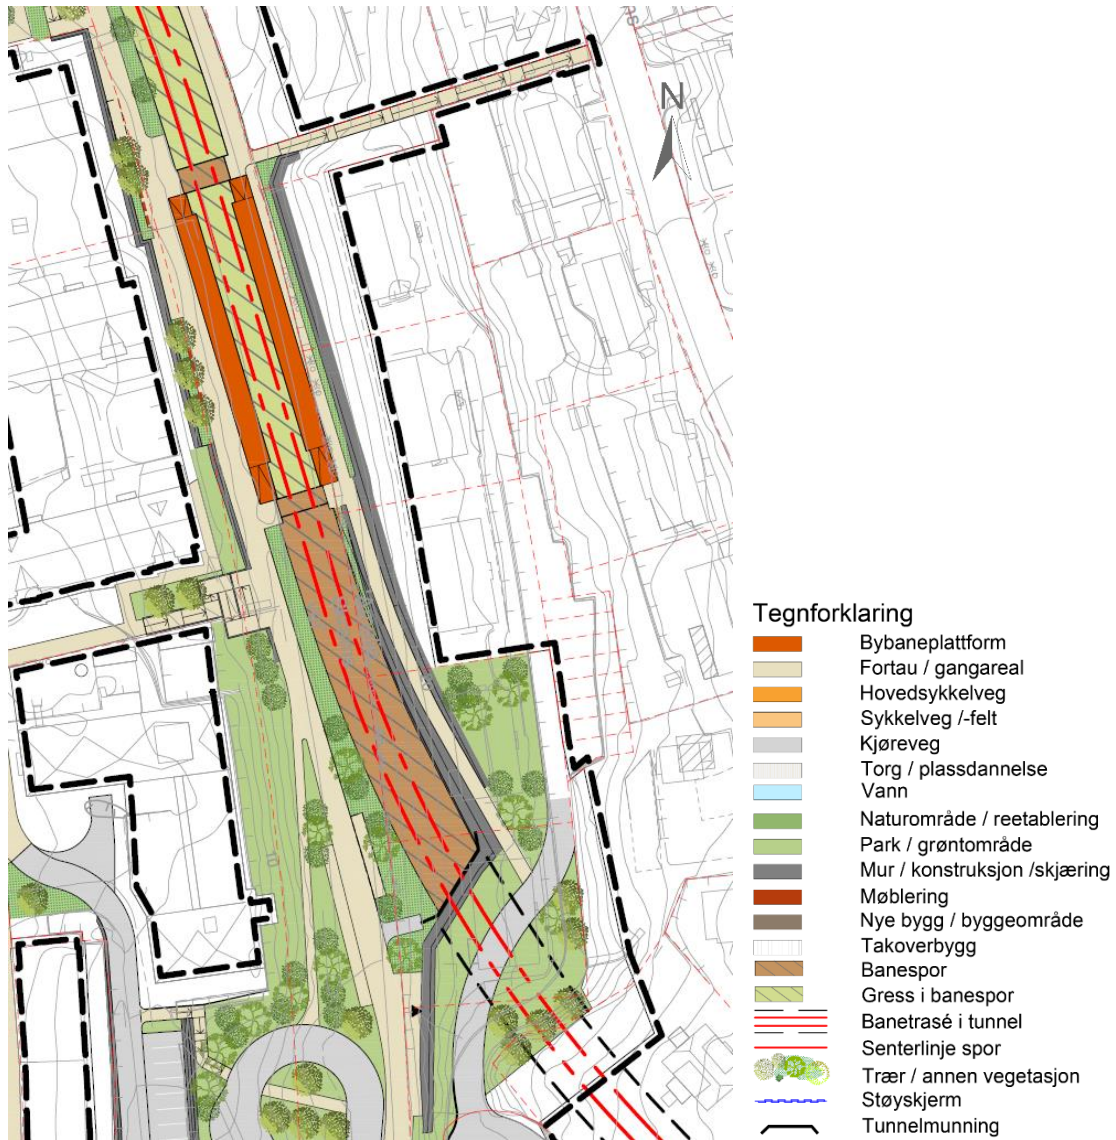 N
Tegnforklaring
Bybaneplattform
Fortau / gangareal
Hovedsykkelveg
Sykkelveg /-felt
Kjøreveg
Torg / plassdannelse
Vann
Naturområde / reetablering
Park / grøntområde
Mur / konstruksjon /skjæring
Møblering
Nye bygg / byggeområde
Takoverbygg
Banespor
Gress i banespor
Banetrasé i tunnel
Senterlinje spor
Trær / annen vegetasjon
Støyskjerm
Tunnelmunning